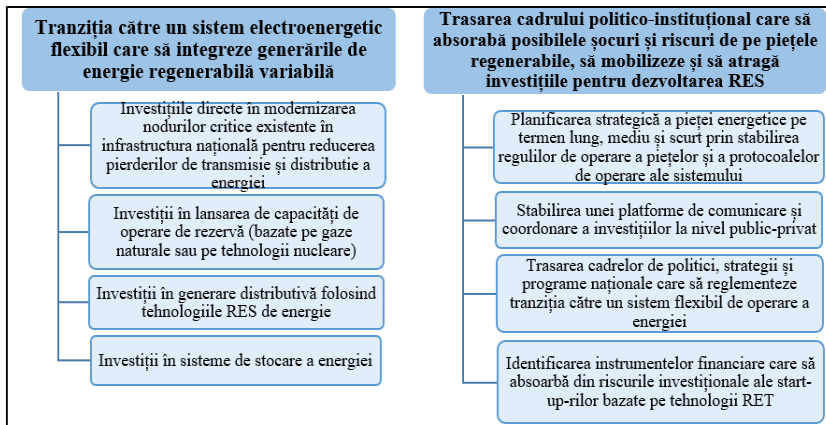 Tranziția către un sistem electroenergetic
flexibil care să integreze generările de
energie regenerabilă variabilă
Investițiile directe în modernizarea
nodurilor critice existente în
infrastructura națională pentru reducerea
pierderilor de transmisie și distributie a
energiei
Investiții în lansarea de capacități de
operare de rezervă (bazate pe gaze
naturale sau pe tehnologii nucleare)
Investiții în generare distributivă folosind
tehnologiile RES de energie
Investiții în sisteme de stocare a energiei
Trasarea cadrului politico-instituțional care să
absorabă posibilele șocuri și riscuri de pe piețele
regenerabile, să mobilizeze și să atragă
investițiile pentru dezvoltarea RES
Planificarea strategică a pieței energetice pe
termen lung, mediu și scurt prin stabilirea
regulilor de operare a piețelor și a protocoalelor
de operare ale sistemului
Stabilirea unei platforme de comunicare și
coordonare a investițiilor la nivel public-privat
Trasarea cadrelor de politici, strategii și
programe naționale care să reglementeze
tranziția către un sistem flexibil de operare a
energiei
Identificarea instrumentelor financiare care să
absoarbă din riscurile investiționale ale start-
up-rilor bazate pe tehnologii RET